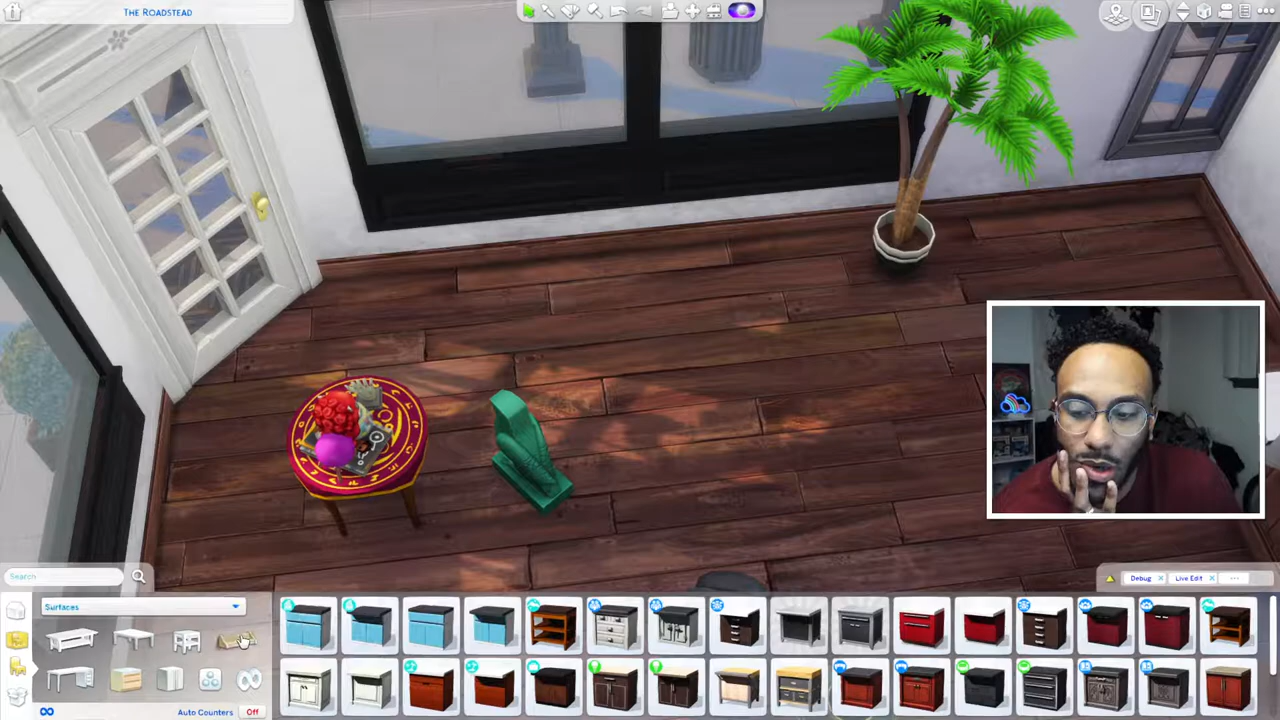 The Roadstead
Debug
Live Edit
Search
Surfaces
Auto Counters
Off